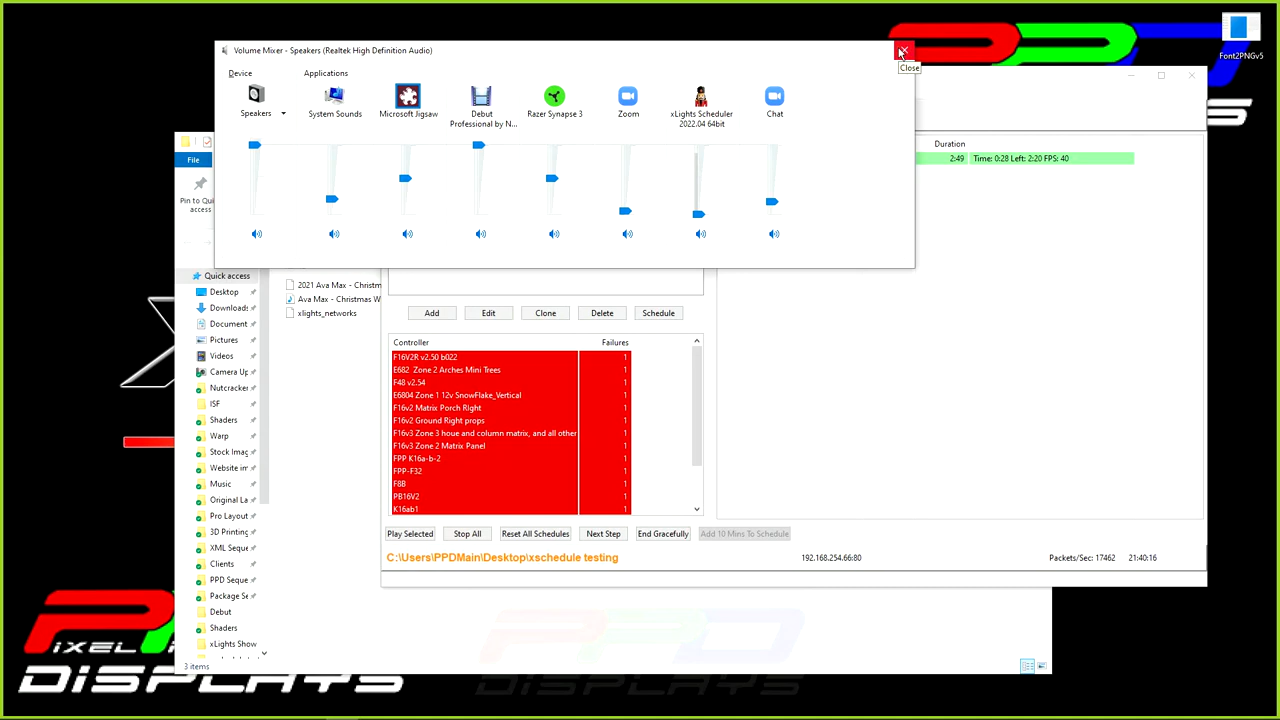 Volume Mixer - Speakers (Realtek High Definition Audio)
Close
Device
Applications
Speakers
System Sounds
Microsoft Jigsaw
Debut
Professional by N...
Razer Synapse 3
Zoom
xLights Scheduler
2022.04 64bit
Chat
Font2PNGv5
Duration
2:49
Time: 0:28 Left: 2:20 FPS: 40
File
Pin to Qui
access
Quick access
Desktop
Download
Document
Pictures
Videos
Camera Up
Nutcracker
ISF
Shaders
Warp
Stock Imag
Website im
Music
Original La
Pro Layout
3D Printing
XML Seque
Clients
PPD Seque
Package Se
Debut
Shaders
xLights Show
3 items
2021 Ava Max - Christm
Ava Max - Christmas W
xlights_networks
Add
Edit
Clone
Delete
Schedule
Controller
Failures
F16V2R v2.50 b022 1
E682 Zone 2 Arches Mini Trees 1
F48 v2.54 1
E6804 Zone 1 12v SnowFlake_Vertical 1
F16v2 Matrix Porch Right 1
F16v2 Ground Right props 1
F16v3 Zone 3 houe and column matrix, and all other 1
F16v3 Zone 2 Matrix Panel 1
FPP K16a-b-2 1
FPP-F32 1
F8B 1
PB16V2 1
K16ab1 1
Play Selected
Stop All
Reset All Schedules
Next Step
End Gracefully
Add 10 Mins To Schedule
C:\Users\PPDMain\Desktop\xschedule testing
192.168.254.66:80
Packets/Sec: 17462
21:40:16
PPD
PIXEL
DISPLAYS